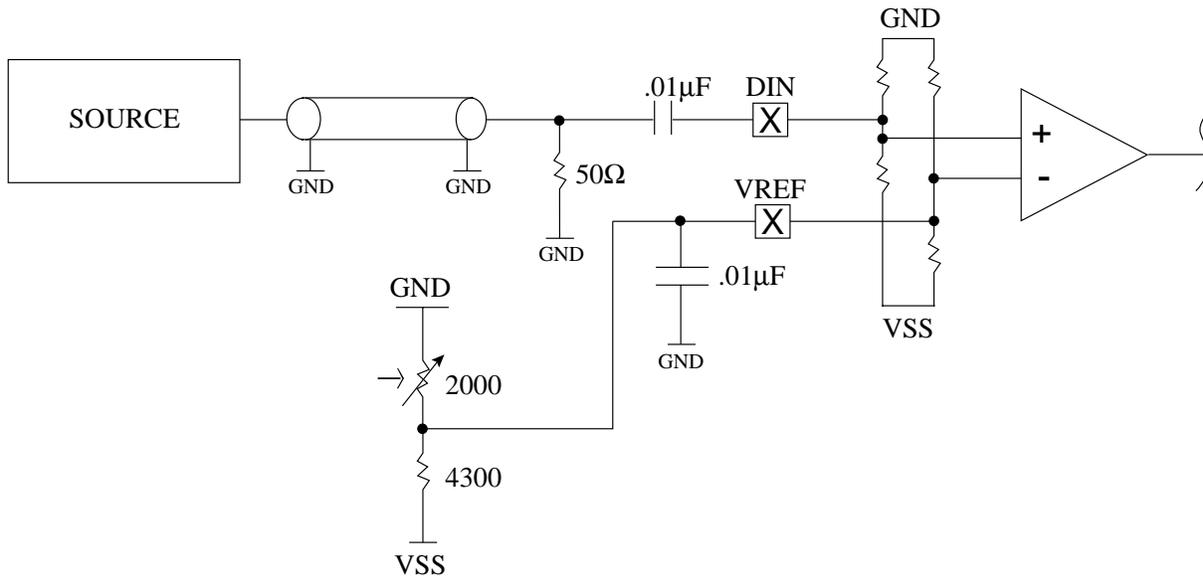 GND
.01µF DIN
SOURCE
+
GND GND 50Ω VREF -
GND
.01µF
GND VSS
GND
2000
4300
VSS